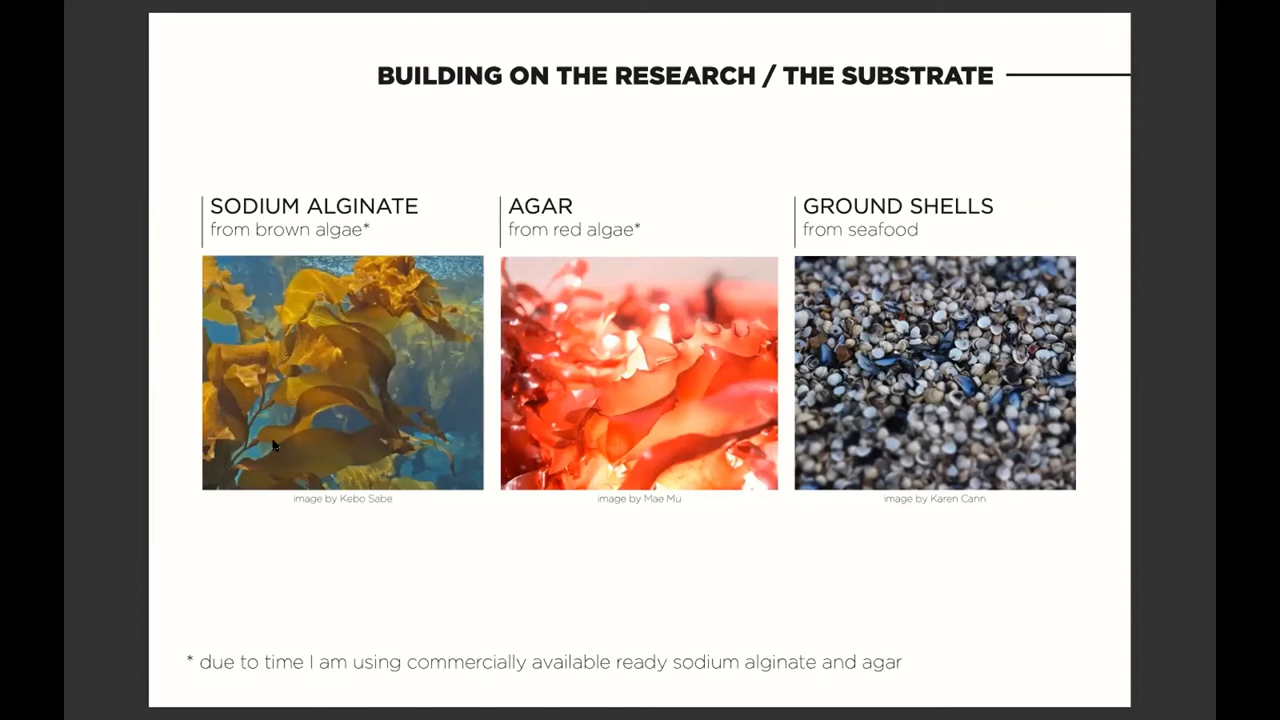 BUILDING ON THE RESEARCH / THE SUBSTRATE
SODIUM ALGINATE
from brown algae*
AGAR
from red algae*
GROUND SHELLS
from seafood
image by Kebo Sabe
image by Mae Mu
image by Karen Cann
* due to time I am using commercially available ready sodium alginate and agar